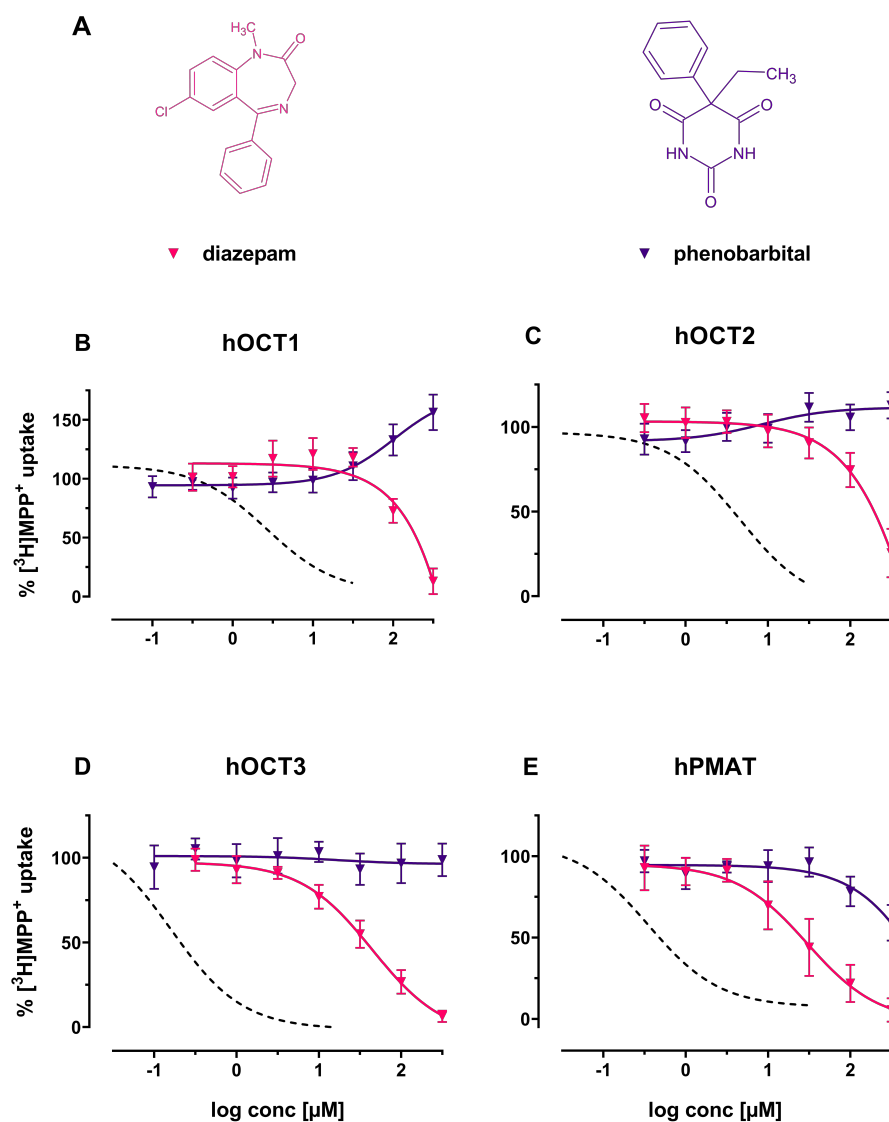 A
H₃C
N
O
Cl
N
CH₃
O
O
HN
NH
O
diazepam
phenobarbital
B
hOCT1
C
hOCT2
% [³H]MPP⁺ uptake
150
100
50
0
-1 0 1 2
100
50
0
-1 0 1 2
D
hOCT3
E
hPMAT
% [³H]MPP⁺ uptake
100
50
0
-1 0 1 2
log conc [µM]
100
50
0
-1 0 1 2
log conc [µM]